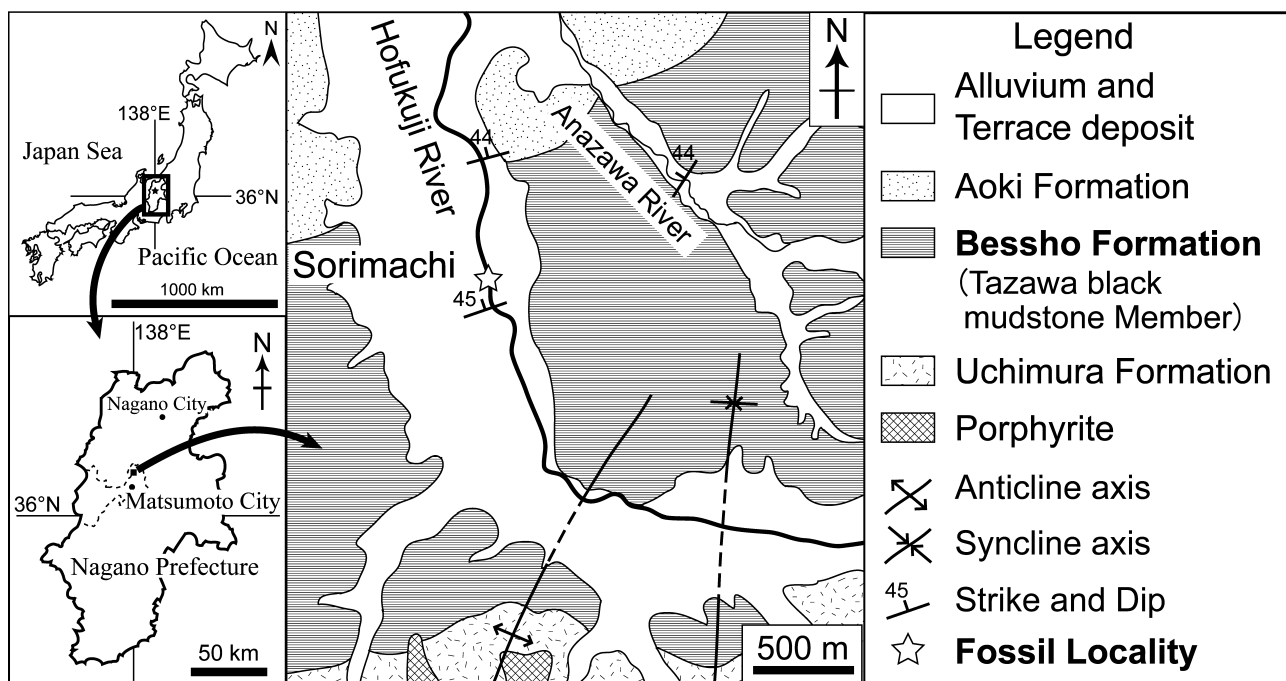 N
138°E
Japan Sea
36°N
Pacific Ocean
1000 km
138°E
N
Nagano City
36°N
Matsumoto City
Nagano Prefecture
50 km
Hofukuji River
N
44
Anazawa River
44
Sorimachi
45
500 m
Legend
Alluvium and
Terrace deposit
Aoki Formation
Bessho Formation
(Tazawa black
mudstone Member)
Uchimura Formation
Porphyrite
Anticline axis
Syncline axis
45
Strike and Dip
Fossil Locality